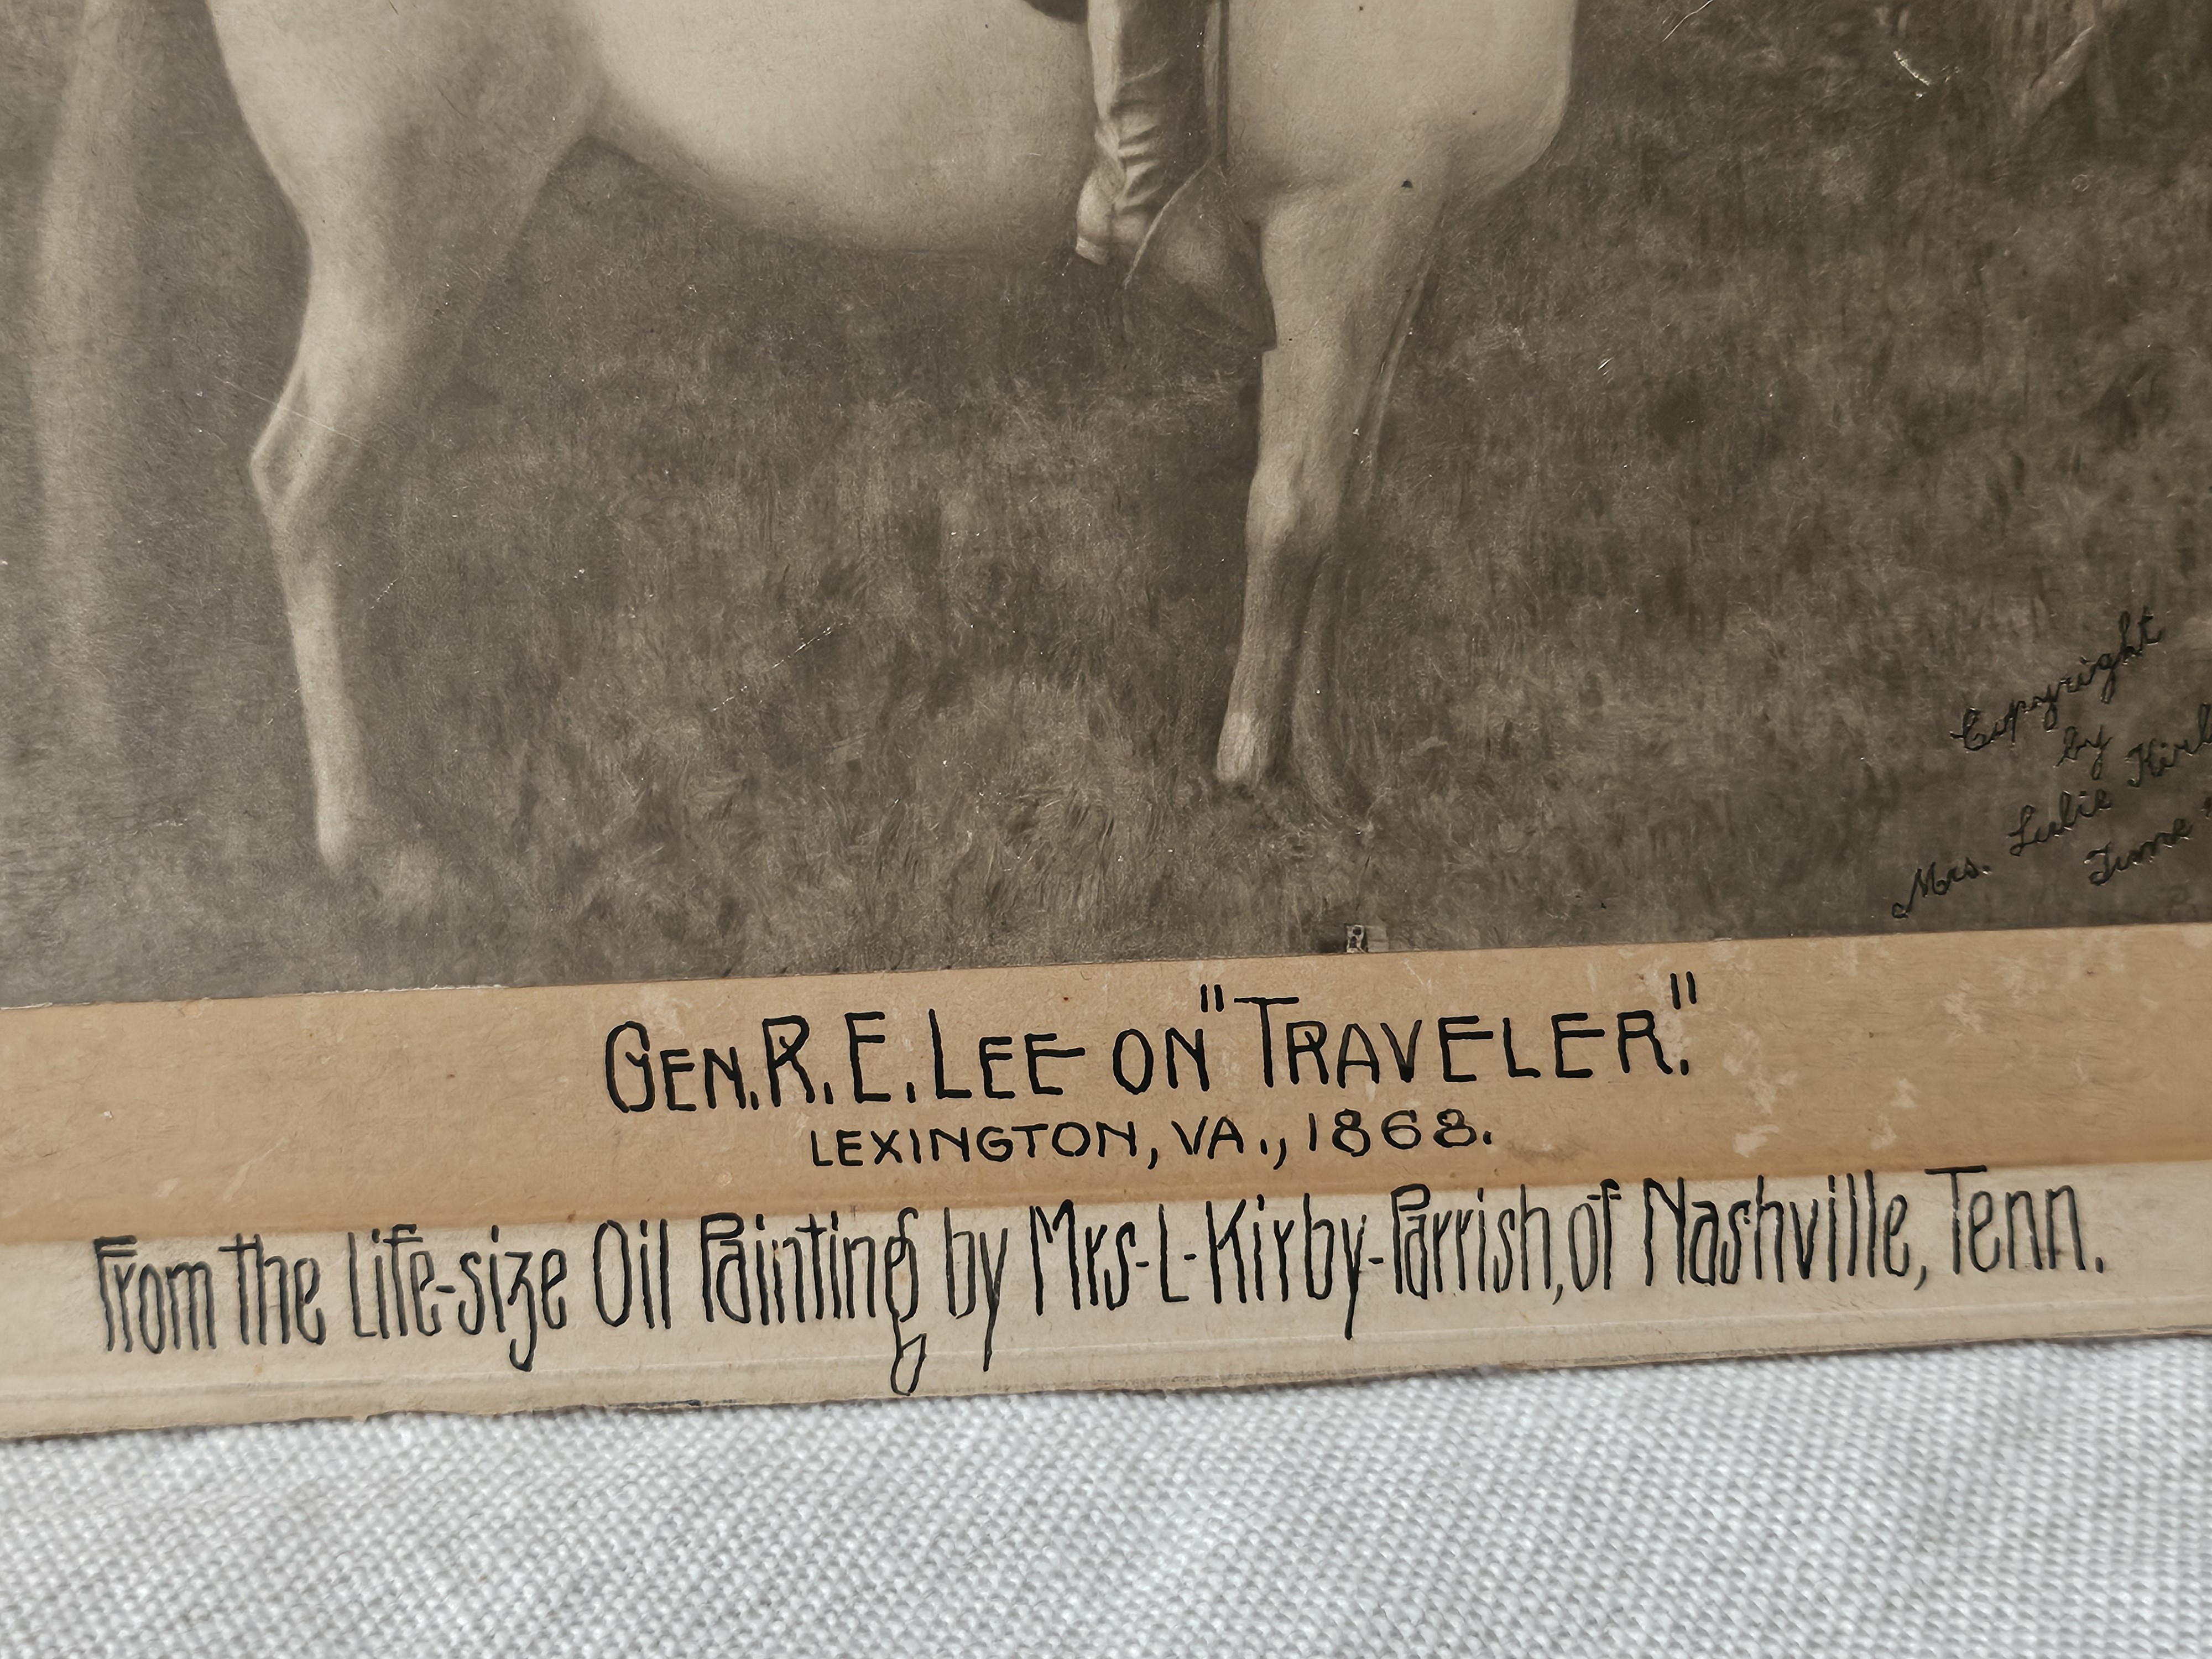 Copyright
by
Mrs. Lulie
June
GEN. R. E. LEE ON "TRAVELER."
LEXINGTON, VA., 1868.
From the Life-size Oil Painting by Mrs-L-Kirby-Parrish, of Nashville, Tenn.